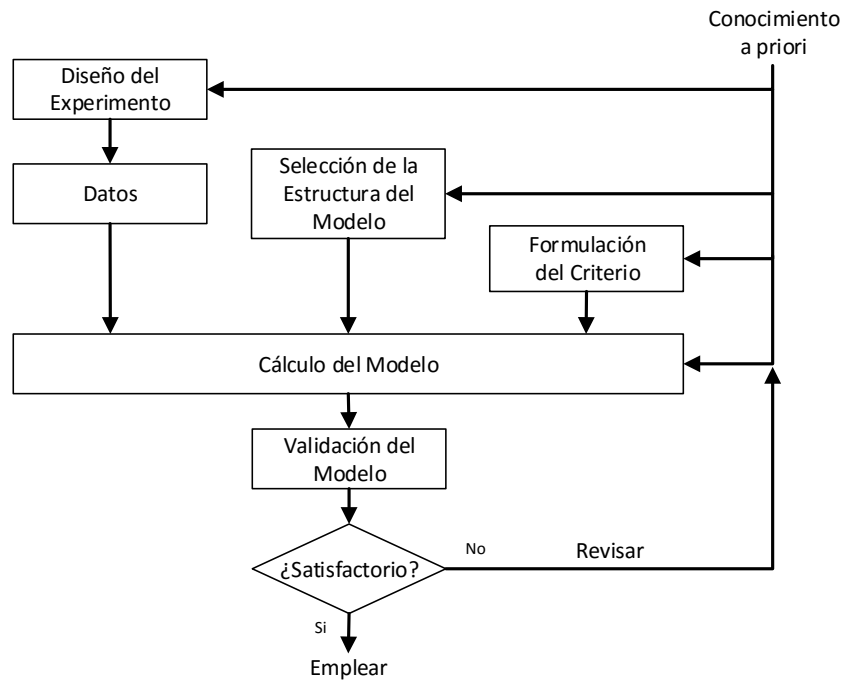 Conocimiento
a priori
Diseño del
Experimento
Datos
Selección de la
Estructura del
Modelo
Formulación
del Criterio
Cálculo del Modelo
Validación del
Modelo
¿Satisfactorio?
No
Revisar
Si
Emplear